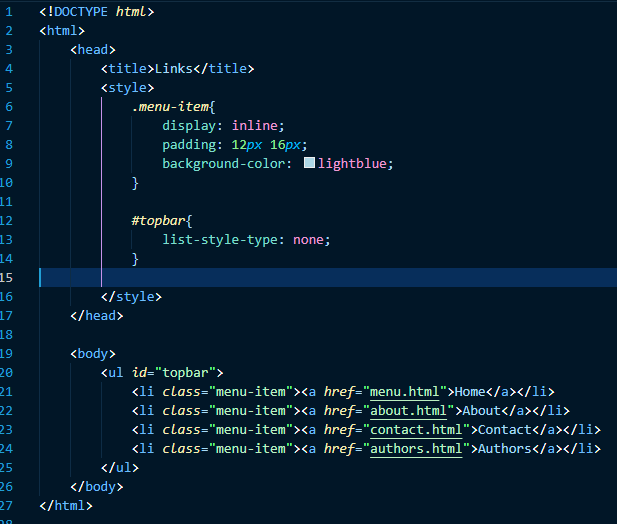 1 <!DOCTYPE html>
2 <html>
3     <head>
4         <title>Links</title>
5         <style>
6             .menu-item{
7                 display: inline;
8                 padding: 12px 16px;
9                 background-color: lightblue;
10             }
11
12             #topbar{
13                 list-style-type: none;
14             }
15
16         </style>
17     </head>
18
19     <body>
20         <ul id="topbar">
21             <li class="menu-item"><a href="menu.html">Home</a></li>
22             <li class="menu-item"><a href="about.html">About</a></li>
23             <li class="menu-item"><a href="contact.html">Contact</a></li>
24             <li class="menu-item"><a href="authors.html">Authors</a></li>
25         </ul>
26     </body>
27 </html>
28